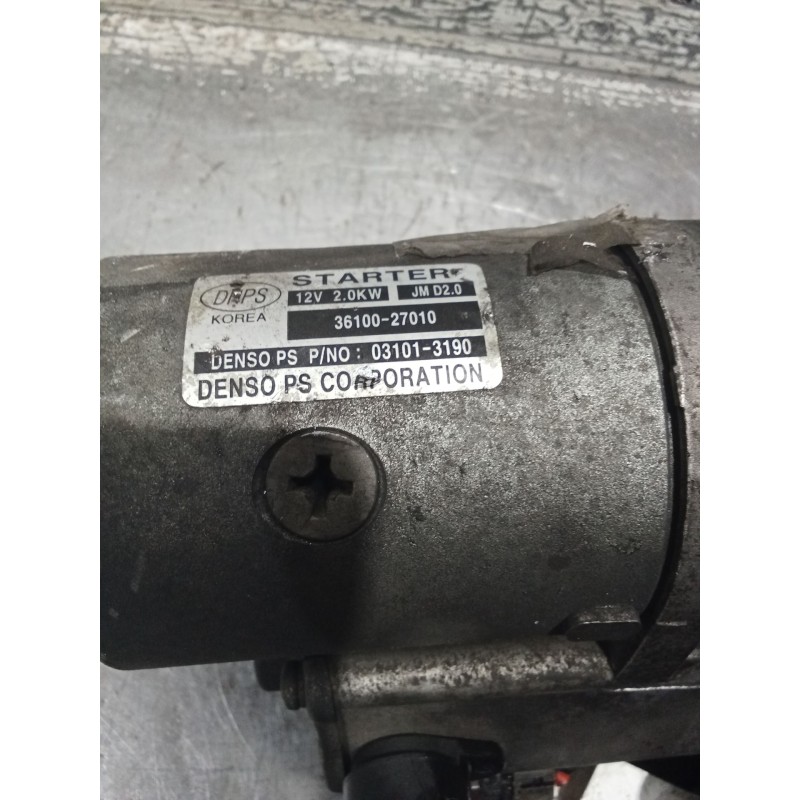 STARTER
DPPS
12V 2.0KW JM D2.0
KOREA
36100-27010
DENSO PS P/NO: 03101-3190
DENSO PS CORPORATION